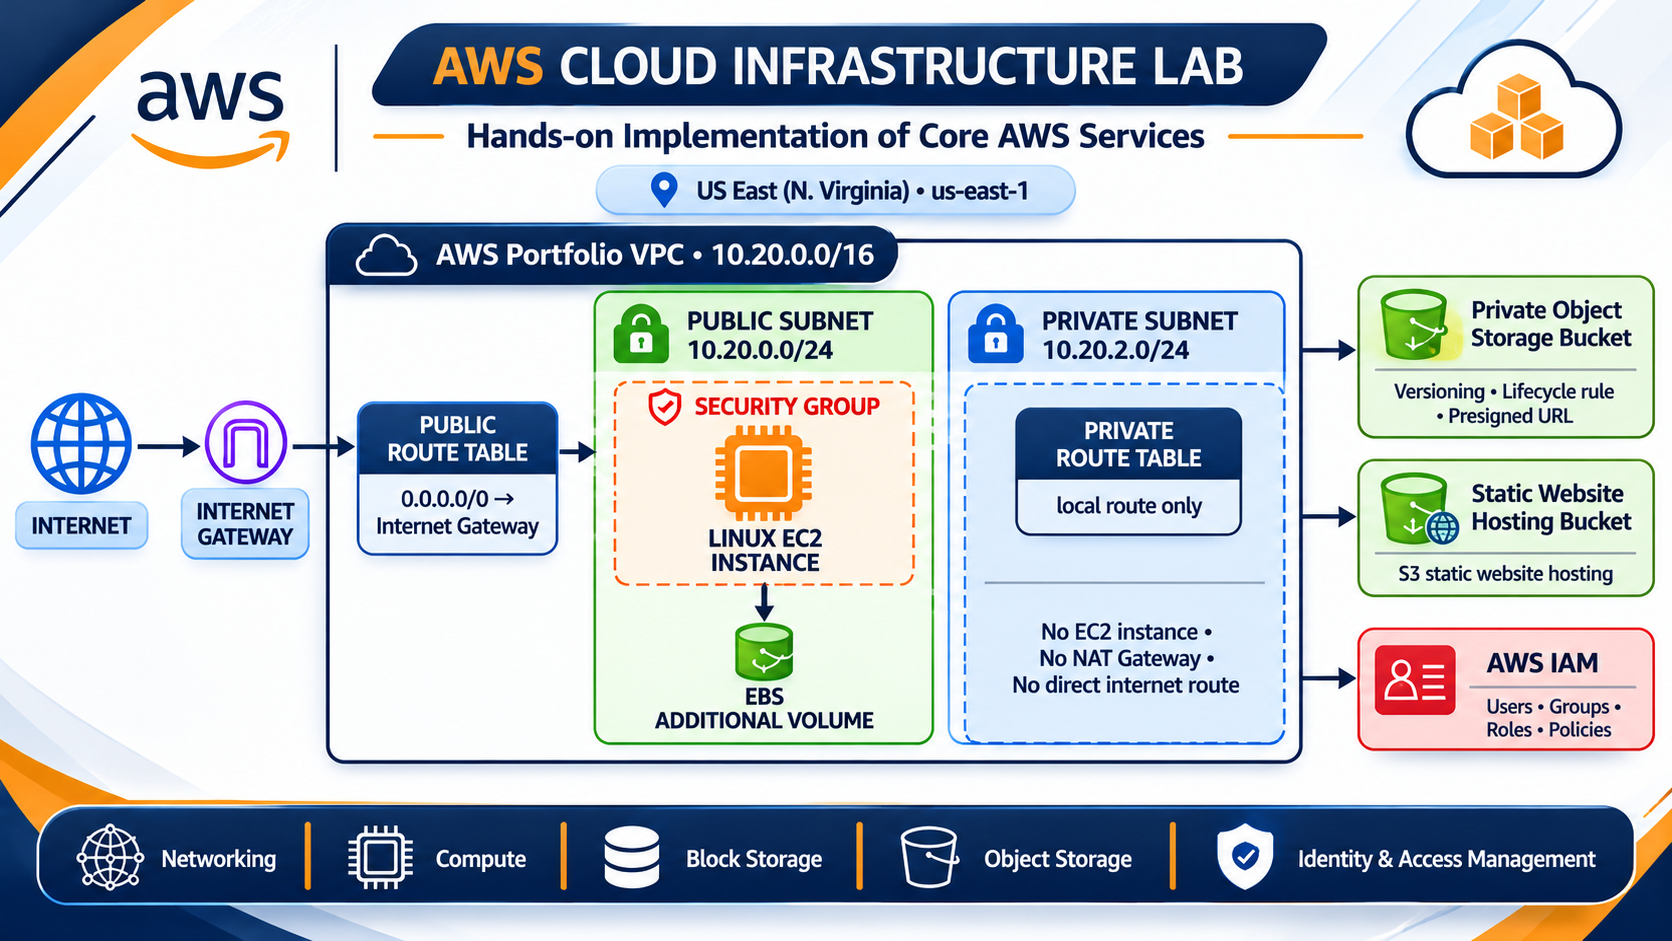 aws
AWS CLOUD INFRASTRUCTURE LAB
Hands-on Implementation of Core AWS Services
US East (N. Virginia) • us-east-1
AWS Portfolio VPC • 10.20.0.0/16
INTERNET
INTERNET
GATEWAY
PUBLIC
ROUTE TABLE
0.0.0.0/0 →
Internet Gateway
PUBLIC SUBNET
10.20.0.0/24
SECURITY GROUP
LINUX EC2
INSTANCE
EBS
ADDITIONAL VOLUME
PRIVATE SUBNET
10.20.2.0/24
PRIVATE
ROUTE TABLE
local route only
No EC2 instance •
No NAT Gateway •
No direct internet route
Private Object
Storage Bucket
Versioning • Lifecycle rule
• Presigned URL
Static Website
Hosting Bucket
S3 static website hosting
AWS IAM
Users • Groups •
Roles • Policies
Networking
Compute
Block Storage
Object Storage
Identity & Access Management